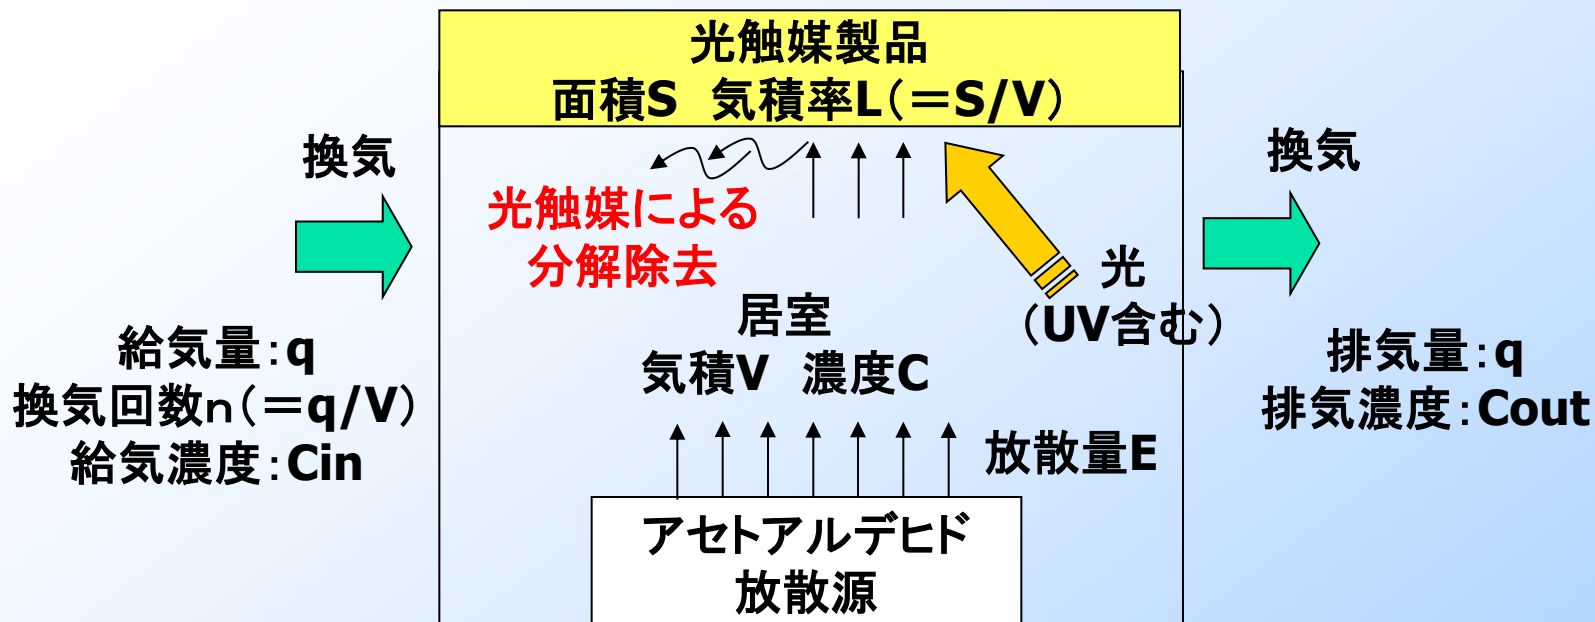 光触媒製品
面積S 気積率L(=S/V)
換気
換気
光触媒による
分解除去
光
(UV含む)
居室
気積V 濃度C
給気量:q
換気回数n(=q/V)
給気濃度:Cin
排気量:q
排気濃度:Cout
放散量E
アセトアルデヒド
放散源